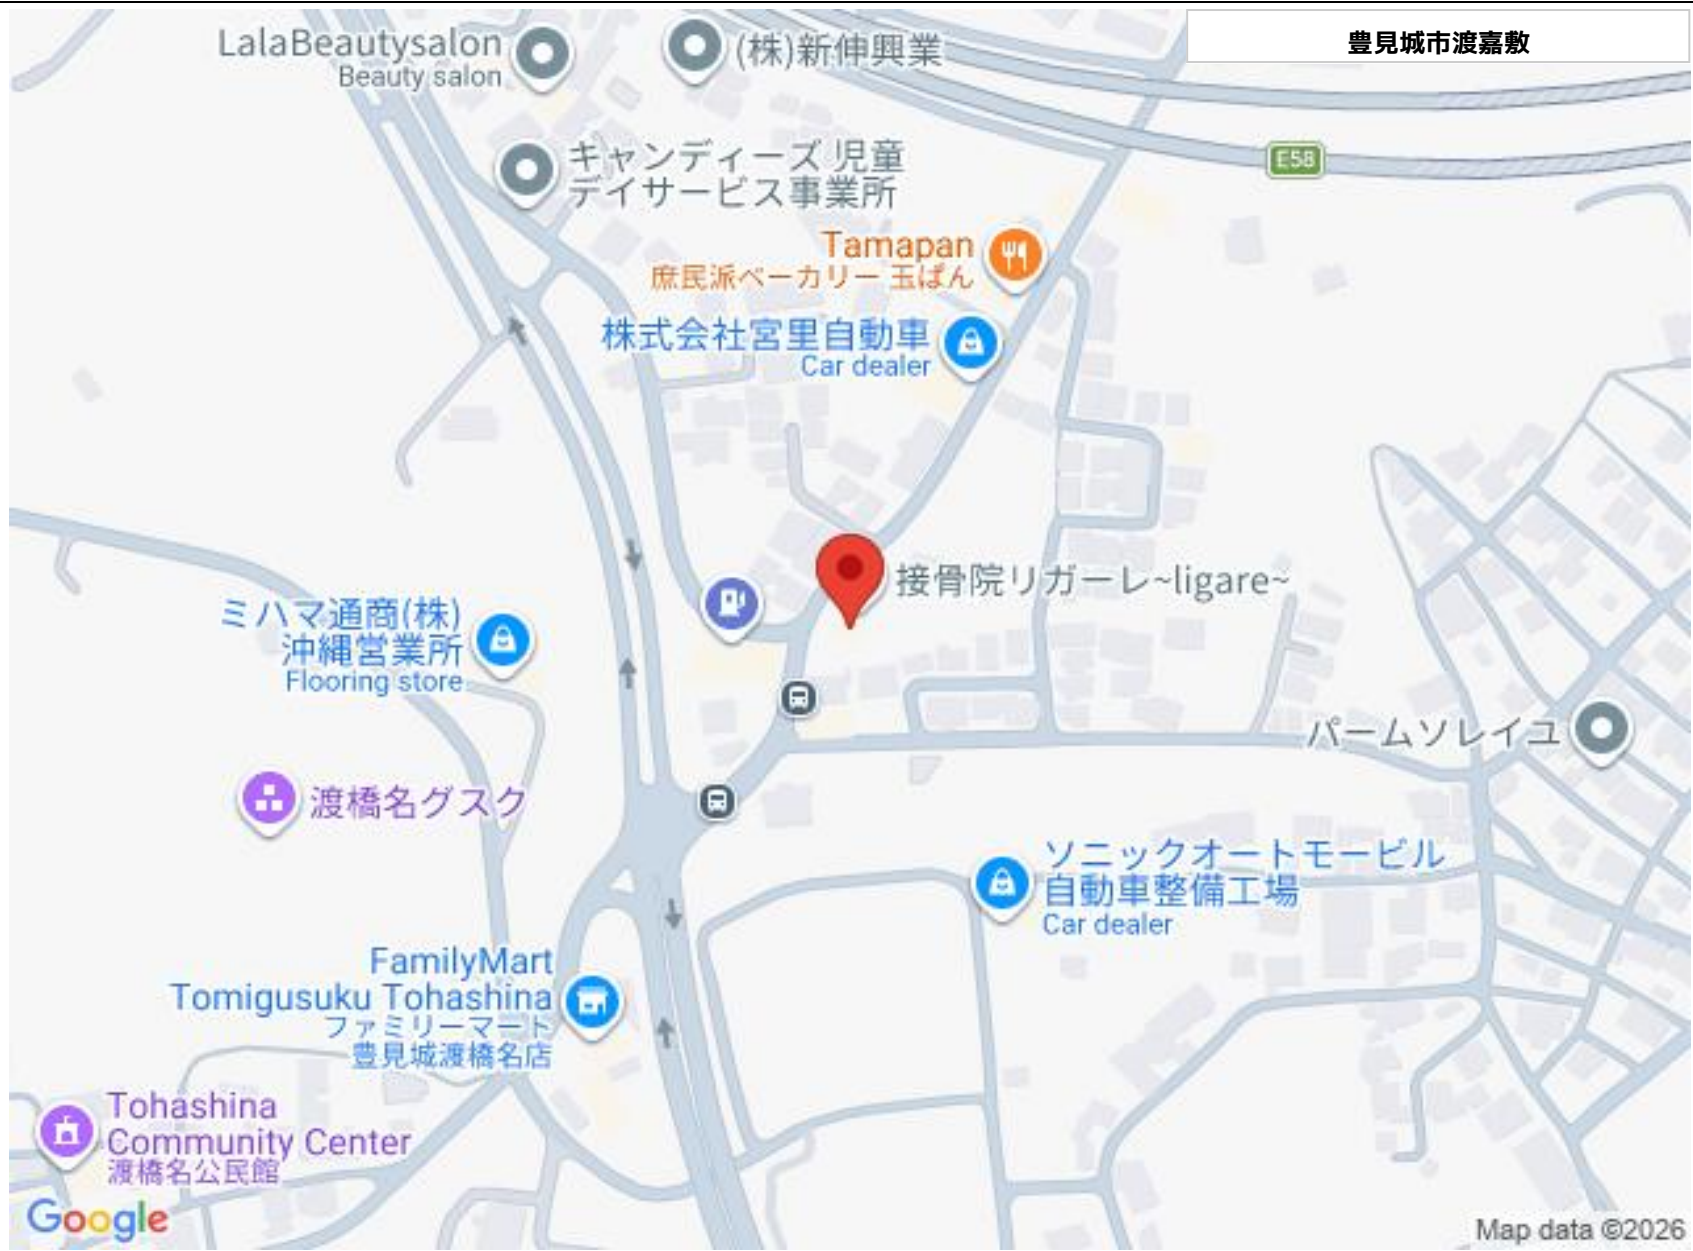 豊見城市渡嘉敷
LalaBeautysalon
Beauty salon
(株)新伸興業
キャンディーズ 児童
デイサービス事業所
E58
Tamapan
庶民派ベーカリー 玉ぱん
株式会社宮里自動車
Car dealer
接骨院リガーレ~ligare~
ミハマ通商(株)
沖縄営業所
Flooring store
パームソレイユ
渡橋名グスク
ソニックオートモービル
自動車整備工場
Car dealer
FamilyMart
Tomigusuku Tohashina
ファミリーマート
豊見城渡橋名店
Tohashina
Community Center
渡橋名公民館
Google
Map data ©2026